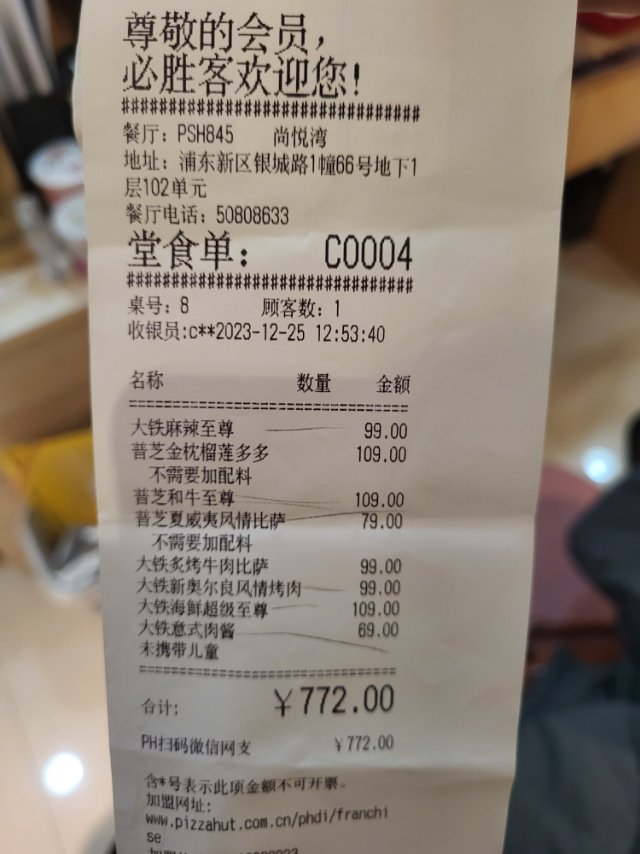 尊敬的会员，
必胜客欢迎您!
################################
餐厅: PSH845 尚悦湾
地址: 浦东新区银城路1幢66号地下1
层102单元
餐厅电话: 50808633
堂食单: C0004
################################
桌号: 8 顾客数: 1
收银员:c**2023-12-25 12:53:40
名称 数量 金额
================================
大铁麻辣至尊 99.00
普芝金枕榴莲多多 109.00
不需要加配料
普芝和牛至尊 109.00
普芝夏威夷风情比萨 79.00
不需要加配料
大铁炙烤牛肉比萨 99.00
大铁新奥尔良风情烤肉 99.00
大铁海鲜超级至尊 109.00
大铁意式肉酱 69.00
未携带儿童
================================
合计: ￥772.00
PH扫码微信网支 ￥772.00
含*号表示此项金额不可开票。
加盟网址:
www.pizzahut.com.cn/phdi/franchi
se